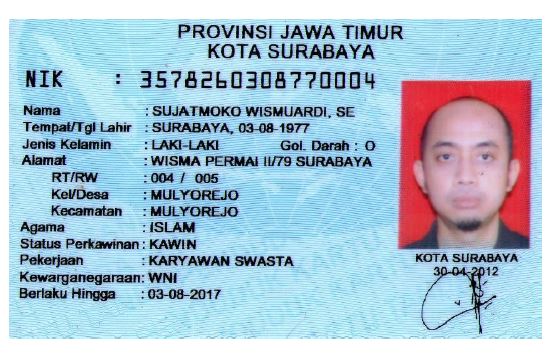 PROVINSI JAWA TIMUR
KOTA SURABAYA
NIK : 3578260308770004
Nama : SUJATMOKO WISMUARDI, SE
Tempat/Tgl Lahir : SURABAYA, 03-08-1977
Jenis Kelamin : LAKI-LAKI Gol. Darah : O
Alamat : WISMA PERMAI II/79 SURABAYA
RT/RW : 004 / 005
Kel/Desa : MULYOREJO
Kecamatan : MULYOREJO
Agama : ISLAM
Status Perkawinan : KAWIN
Pekerjaan : KARYAWAN SWASTA
Kewarganegaraan: WNI
Berlaku Hingga : 03-08-2017
KOTA SURABAYA
30-04-2012